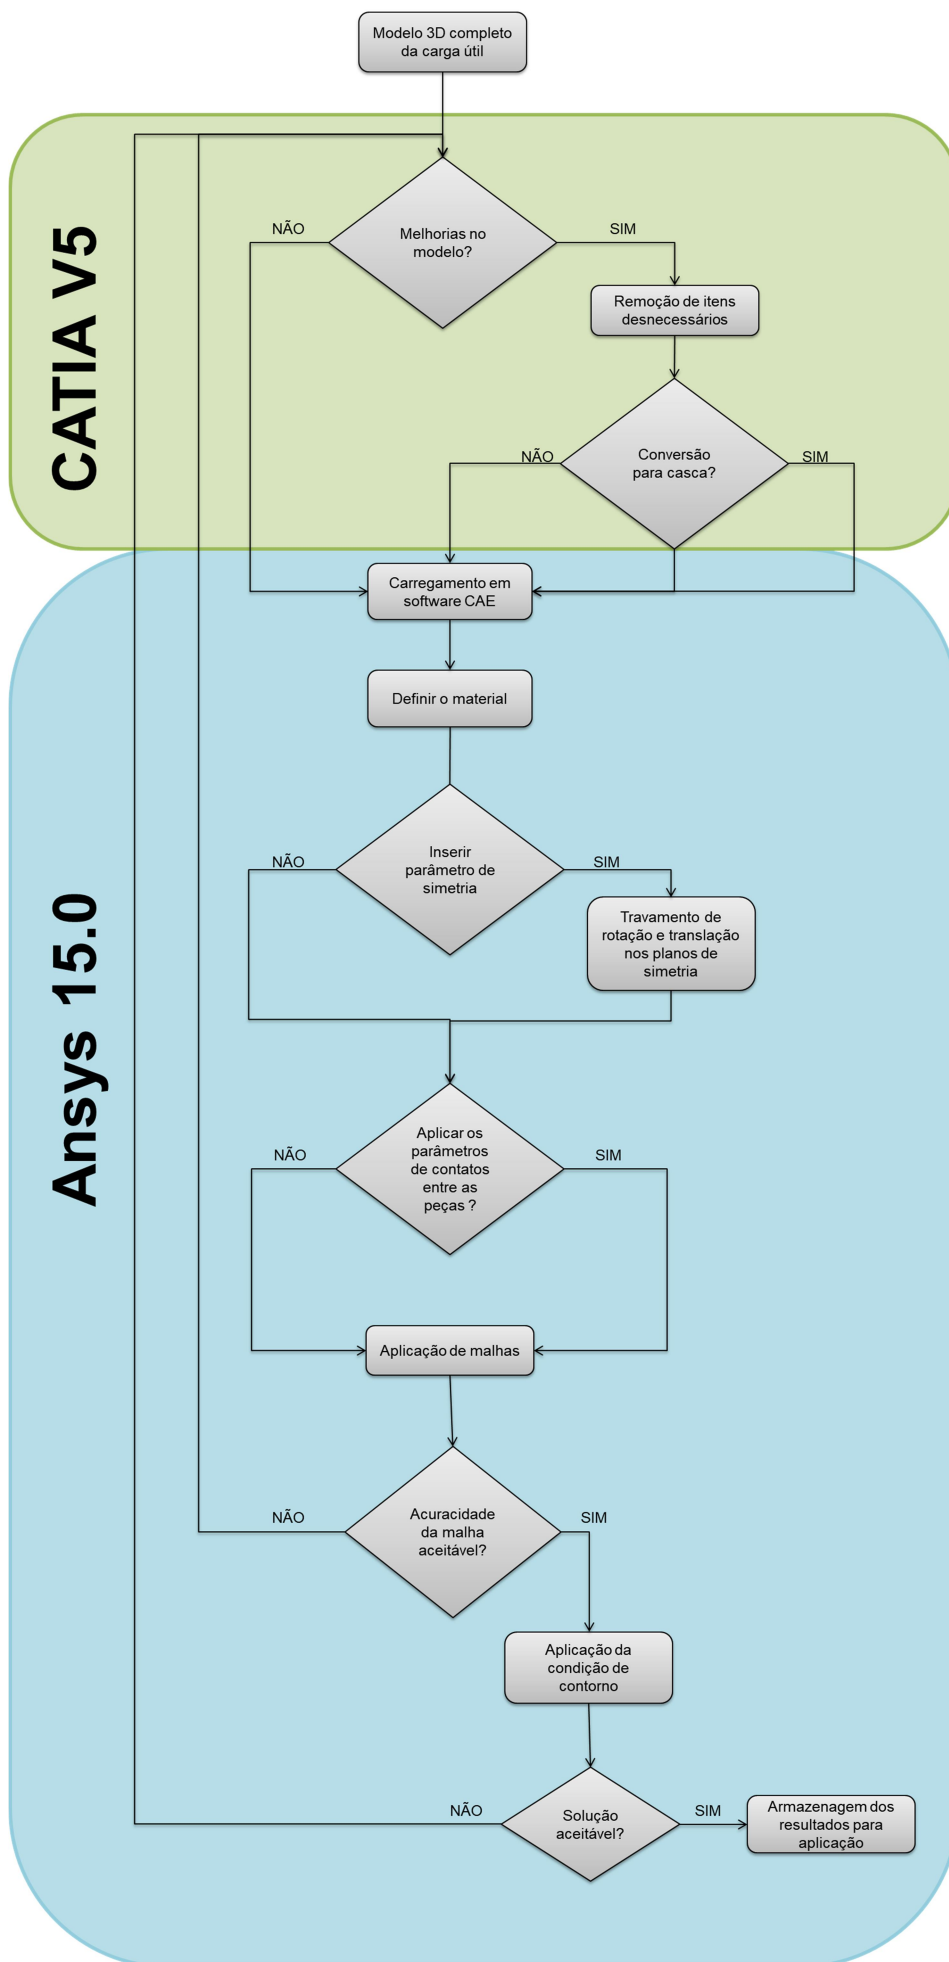 Modelo 3D completo
da carga útil
CATIA V5
Melhorias no
modelo?
NÃO
SIM
Remoção de itens
desnecessários
Conversão
para casca?
NÃO
SIM
Carregamento em
software CAE
Definir o material
Ansys 15.0
Inserir
parâmetro de
simetria
NÃO
SIM
Travamento de
rotação e translação
nos planos de
simetria
Aplicar os
parâmetros
de contatos
entre as
peças ?
NÃO
SIM
Aplicação de malhas
Acuracidade
da malha
aceitável?
NÃO
SIM
Aplicação da
condição de
contorno
Solução
aceitável?
NÃO
SIM
Armazenagem dos
resultados para
aplicação